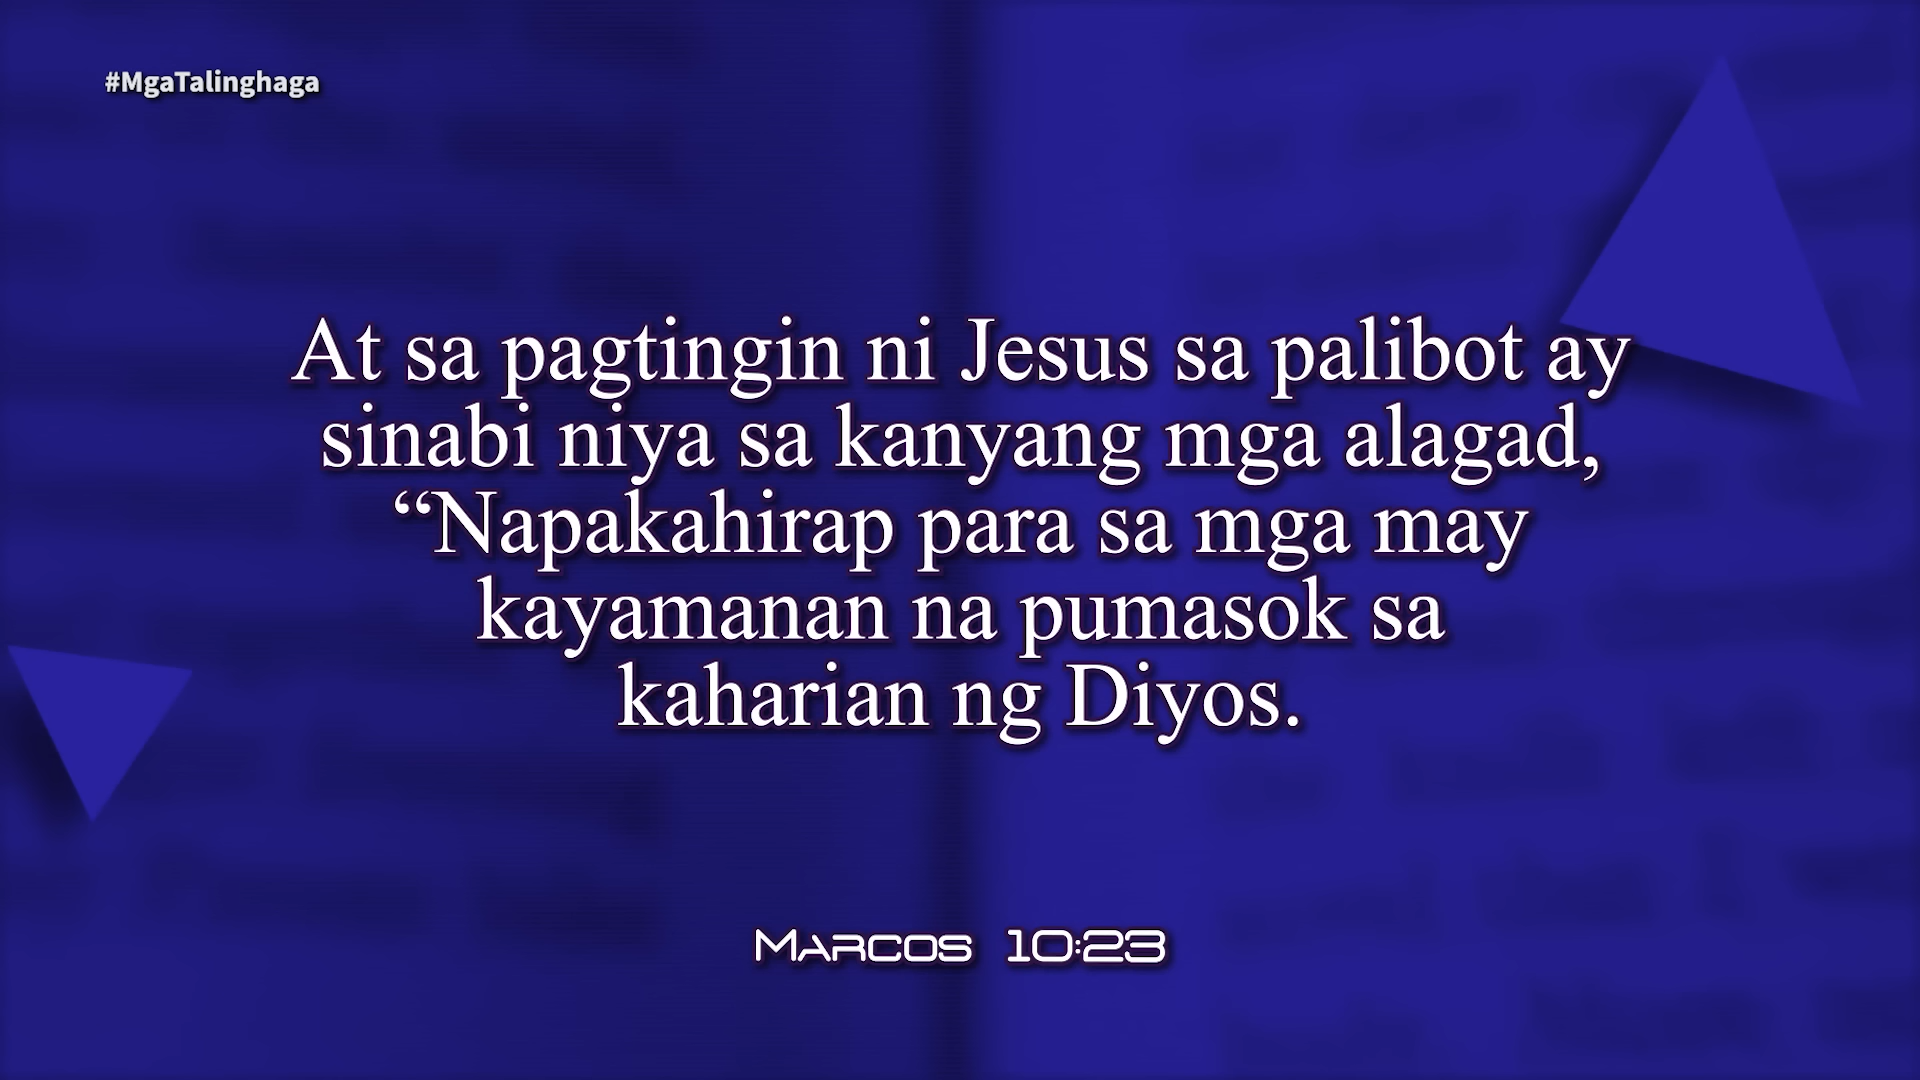 #MgaTalinghaga
At sa pagtingin ni Jesus sa palibot ay
sinabi niya sa kanyang mga alagad,
“Napakahirap para sa mga may
kayamanan na pumasok sa
kaharian ng Diyos.
Marcos 10:23